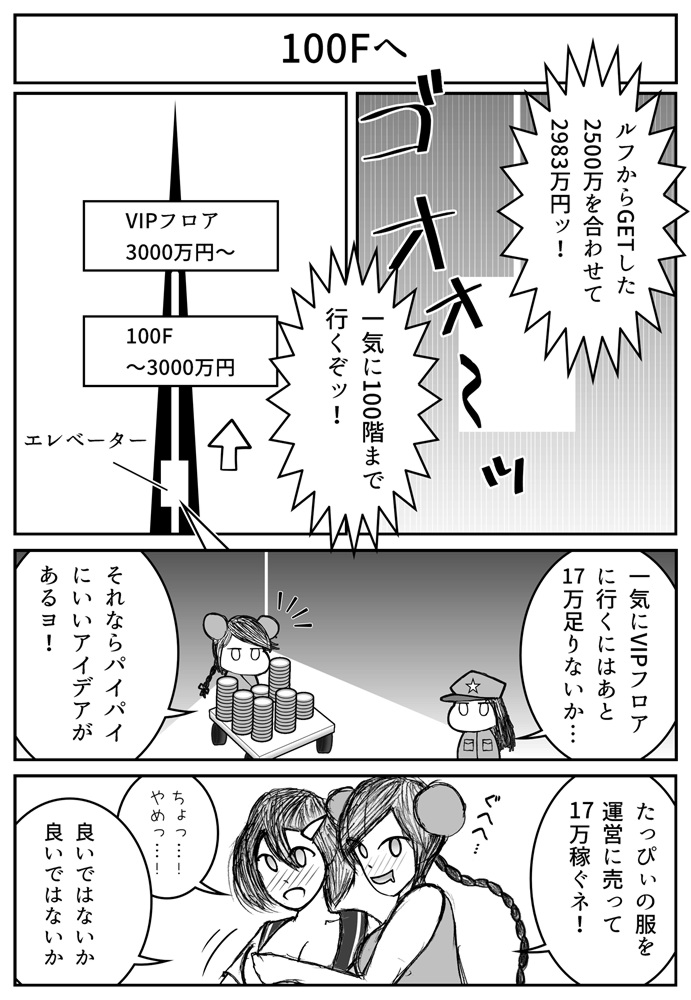 100Fへ
ルフからGETした
2500万を合わせて
2983万円ッ！
ゴオオ～ッ
一気に100階まで
行くぞッ！
VIPフロア
3000万円～
100F
～3000万円
エレベーター
一気にVIPフロア
に行くにはあと
17万足りないか…
それならパイパイ
にいいアイデアが
あるヨ！
たっぴぃの服を
運営に売って
17万稼ぐネ！
ぐへへ…
ちょっ…！
やめっ…！
良いではないか
良いではないか